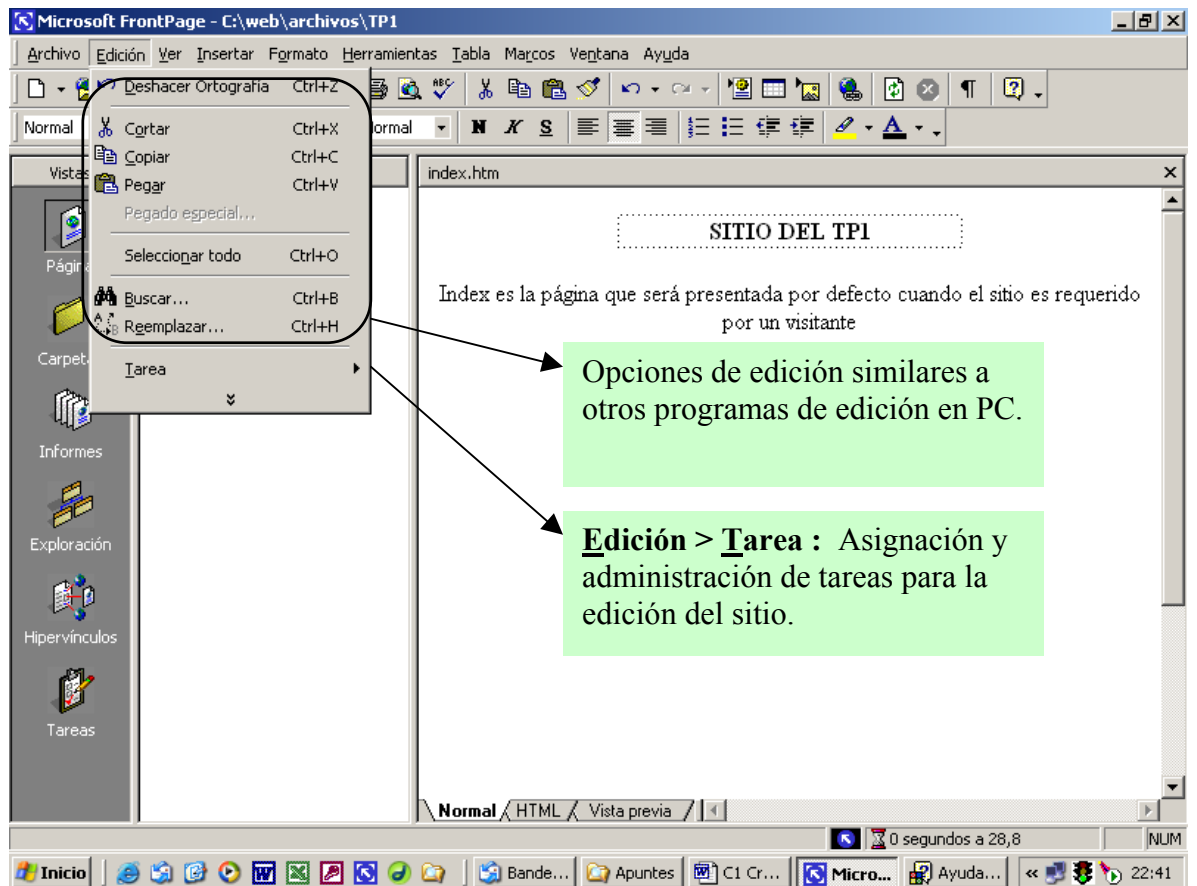 Microsoft FrontPage - C:\web\archivos\TP1
Archivo Edición Ver Insertar Formato Herramientas Tabla Marcos Ventana Ayuda
Normal
N K S
Deshacer Ortografía Ctrl+Z
Cortar Ctrl+X
Copiar Ctrl+C
Pegar Ctrl+V
Pegado especial...
Seleccionar todo Ctrl+O
Buscar... Ctrl+B
Reemplazar... Ctrl+H
Tarea
Vistas
Página
Carpet
Informes
Exploración
Hipervínculos
Tareas
index.htm
SITIO DEL TP1
Index es la página que será presentada por defecto cuando el sitio es requerido
por un visitante
Opciones de edición similares a
otros programas de edición en PC.
Edición > Tarea : Asignación y
administración de tareas para la
edición del sitio.
Normal HTML Vista previa
0 segundos a 28,8 NUM
Inicio Bande... Apuntes C1 Cr... Micro... Ayuda... 22:41